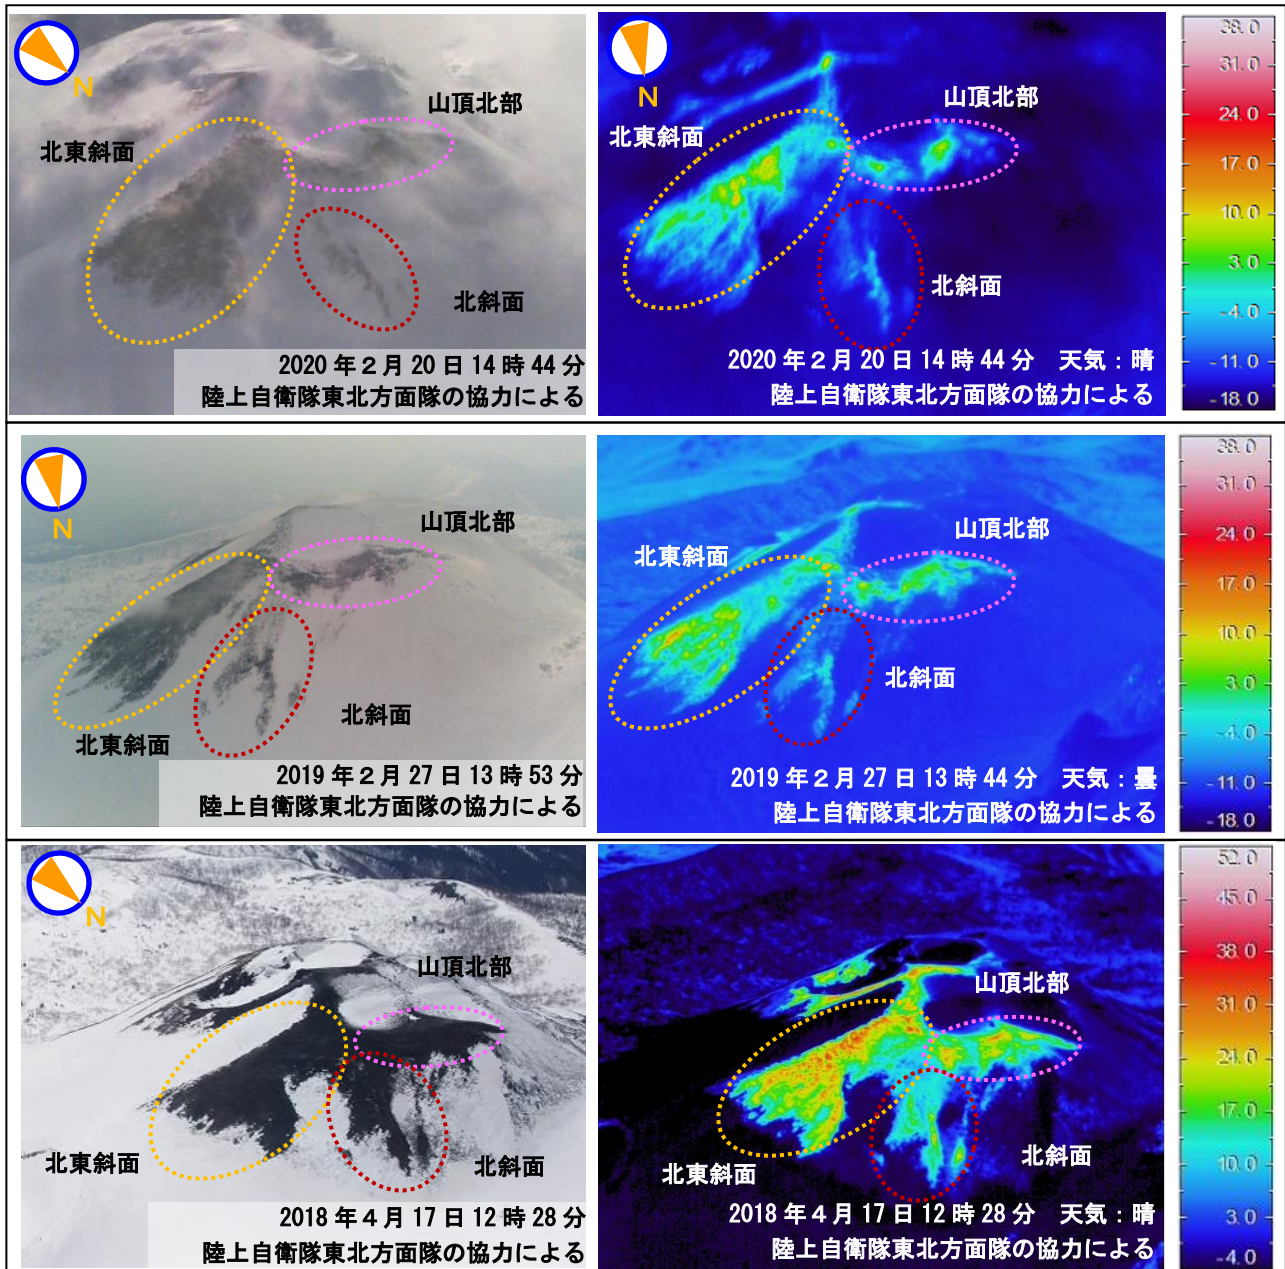 N
北東斜面
山頂北部
北斜面
2020年2月20日14時44分
陸上自衛隊東北方面隊の協力による
N
北東斜面
山頂北部
北斜面
2020年2月20日14時44分 天気:晴
陸上自衛隊東北方面隊の協力による
38.0
31.0
24.0
17.0
10.0
3.0
-4.0
-11.0
-18.0
N
山頂北部
北斜面
北東斜面
2019年2月27日13時53分
陸上自衛隊東北方面隊の協力による
山頂北部
北東斜面
北斜面
2019年2月27日13時44分 天気:曇
陸上自衛隊東北方面隊の協力による
38.0
31.0
24.0
17.0
10.0
3.0
-4.0
-11.0
-18.0
N
山頂北部
北東斜面
北斜面
2018年4月17日12時28分
陸上自衛隊東北方面隊の協力による
山頂北部
北斜面
北東斜面
2018年4月17日12時28分 天気:晴
陸上自衛隊東北方面隊の協力による
52.0
45.0
38.0
31.0
24.0
17.0
10.0
3.0
-4.0